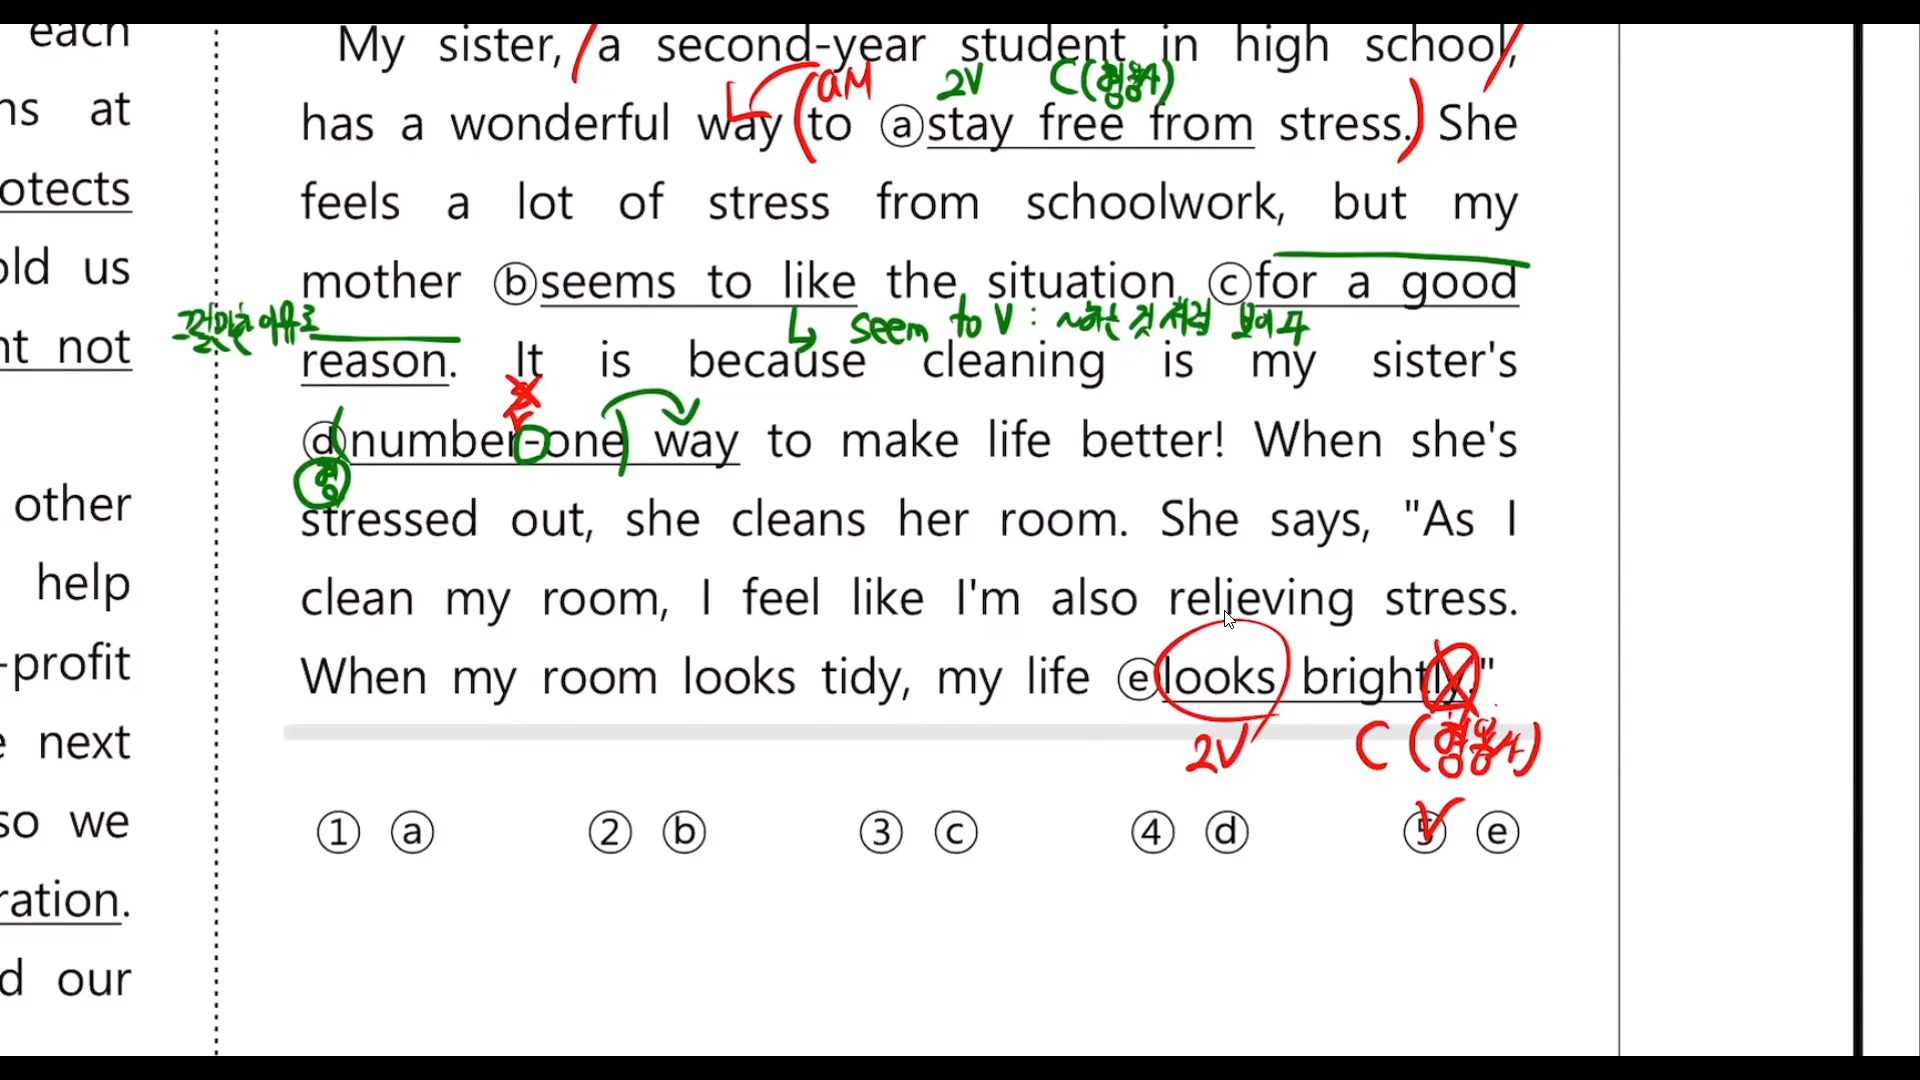 each
ns at
otects
old us
nt not
other
help
-profit
e next
so we
ration.
d our
My sister, a second-year student in high school,
aM 2V C(형용사)
has a wonderful way to ⓐstay free from stress. She
feels a lot of stress from schoolwork, but my
mother ⓑseems to like the situation ⓒfor a good
seem to V : ~하는 것처럼 보이다
reason. It is because cleaning is my sister's
ⓓnumber-one way to make life better! When she's
형
stressed out, she cleans her room. She says, "As I
clean my room, I feel like I'm also relieving stress.
When my room looks tidy, my life ⓔlooks brightly."
2V C (형용사)
① ⓐ ② ⓑ ③ ⓒ ④ ⓓ ⑤ ⓔ